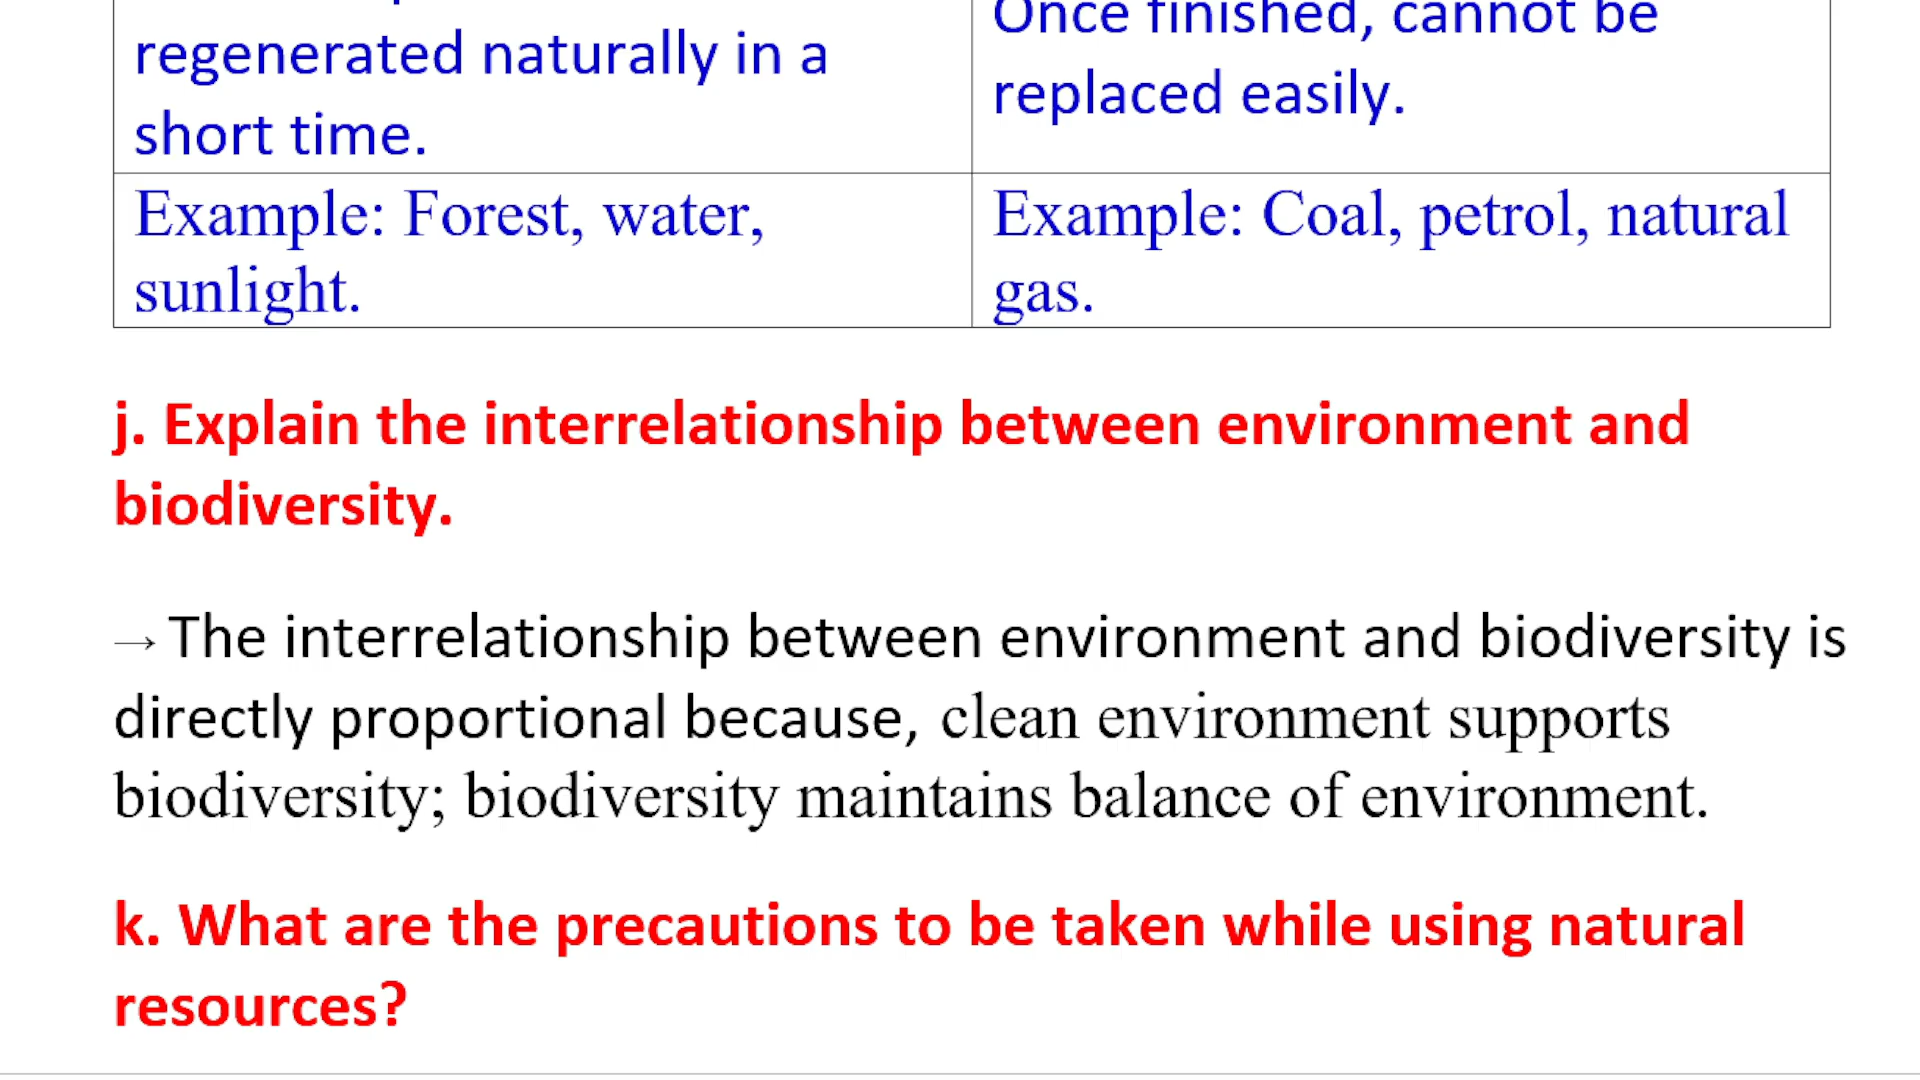 Once finished, cannot be
regenerated naturally in a
replaced easily.
short time.
Example: Forest, water,
sunlight.
Example: Coal, petrol, natural
gas.
j. Explain the interrelationship between environment and
biodiversity.
→ The interrelationship between environment and biodiversity is
directly proportional because, clean environment supports
biodiversity; biodiversity maintains balance of environment.
k. What are the precautions to be taken while using natural
resources?